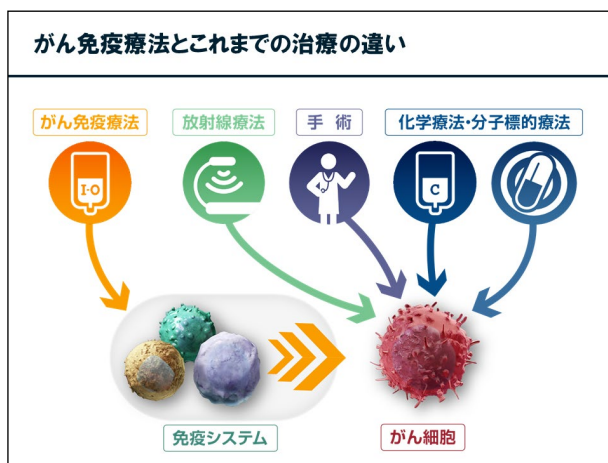 がん免疫療法とこれまでの治療の違い
がん免疫療法
放射線療法
手 術
化学療法・分子標的療法
I-O
C
免疫システム
がん細胞